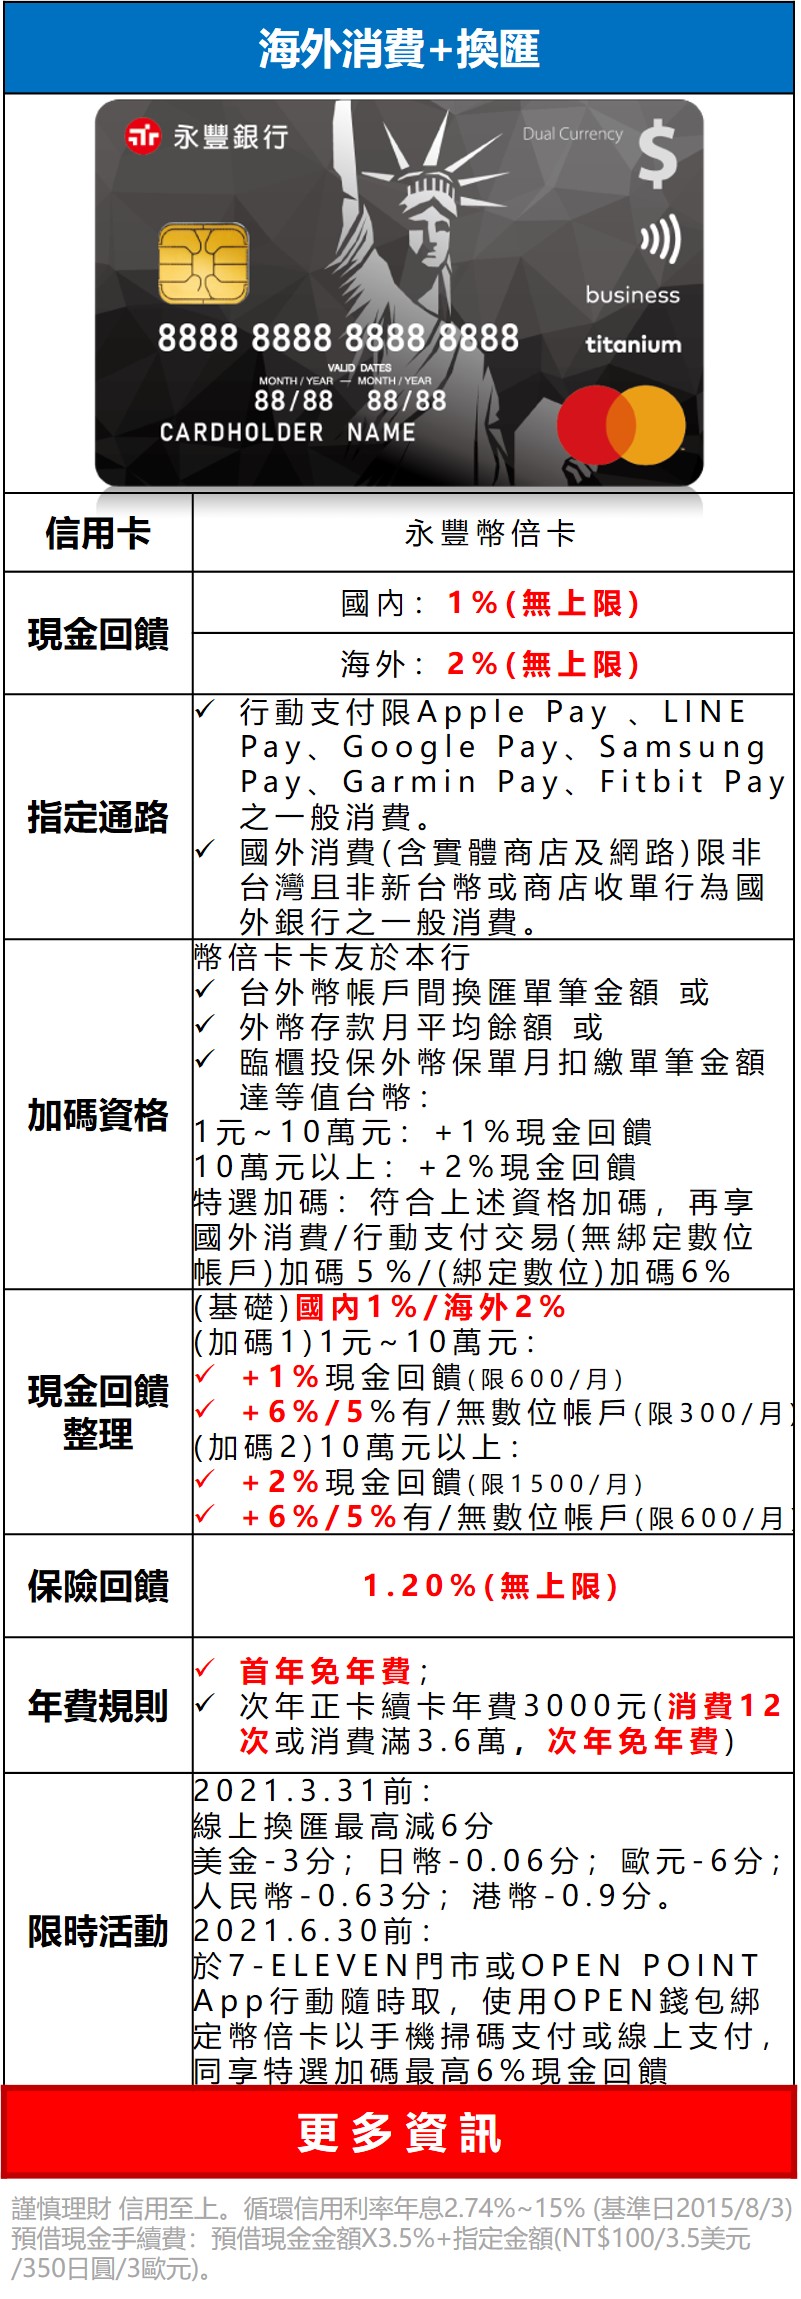 海外消費+換匯
永豐銀行
Dual Currency
$
business
8888 8888 8888 8888
titanium
VALID DATES
MONTH / YEAR — MONTH / YEAR
88/88 88/88
CARDHOLDER NAME
信用卡
永豐幣倍卡
現金回饋
國內：1%(無上限)
海外：2%(無上限)
指定通路
✓ 行動支付限Apple Pay 、LINE
Pay、Google Pay、Samsung
Pay、Garmin Pay、Fitbit Pay
之一般消費。
✓ 國外消費(含實體商店及網路)限非
台灣且非新台幣或商店收單行為國
外銀行之一般消費。
加碼資格
幣倍卡卡友於本行
✓ 台外幣帳戶間換匯單筆金額 或
✓ 外幣存款月平均餘額 或
✓ 臨櫃投保外幣保單月扣繳單筆金額
達等值台幣：
1元~10萬元：+1%現金回饋
10萬元以上：+2%現金回饋
特選加碼：符合上述資格加碼，再享
國外消費/行動支付交易(無綁定數位
帳戶)加碼５%/(綁定數位)加碼6%
現金回饋
整理
(基礎)國內1%/海外2%
(加碼1)1元~10萬元：
✓ +1%現金回饋(限600/月)
✓ +6%/5%有/無數位帳戶(限300/月)
(加碼2)10萬元以上：
✓ +2%現金回饋(限1500/月)
✓ +6%/5%有/無數位帳戶(限600/月)
保險回饋
1.20%(無上限)
年費規則
✓ 首年免年費；
✓ 次年正卡續卡年費3000元(消費12
次或消費滿3.6萬，次年免年費)
限時活動
2021.3.31前：
線上換匯最高減6分
美金-3分；日幣-0.06分；歐元-6分；
人民幣-0.63分；港幣-0.9分。
2021.6.30前：
於7-ELEVEN門市或OPEN POINT
App行動隨時取，使用OPEN錢包綁
定幣倍卡以手機掃碼支付或線上支付，
同享特選加碼最高6%現金回饋
更多資訊
謹慎理財 信用至上。循環信用利率年息2.74%~15% (基準日2015/8/3)
預借現金手續費：預借現金金額X3.5%+指定金額(NT$100/3.5美元
/350日圓/3歐元)。